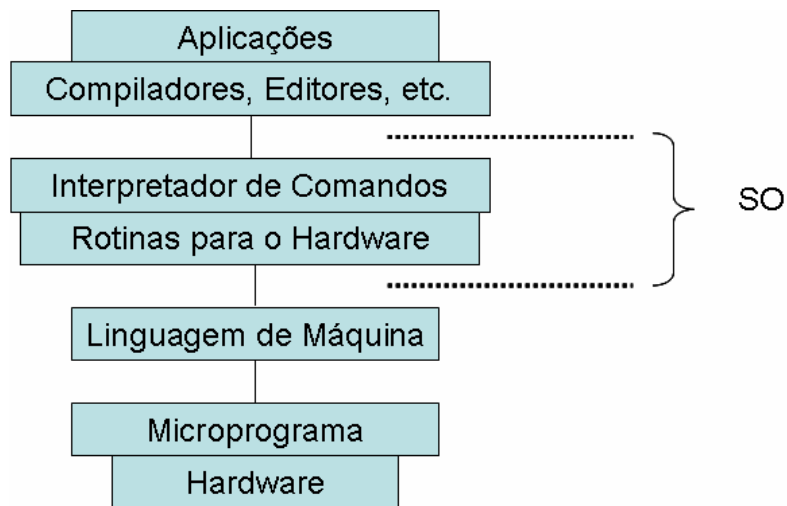 Aplicações
Compiladores, Editores, etc.
Interpretador de Comandos
SO
Rotinas para o Hardware
Linguagem de Máquina
Microprograma
Hardware